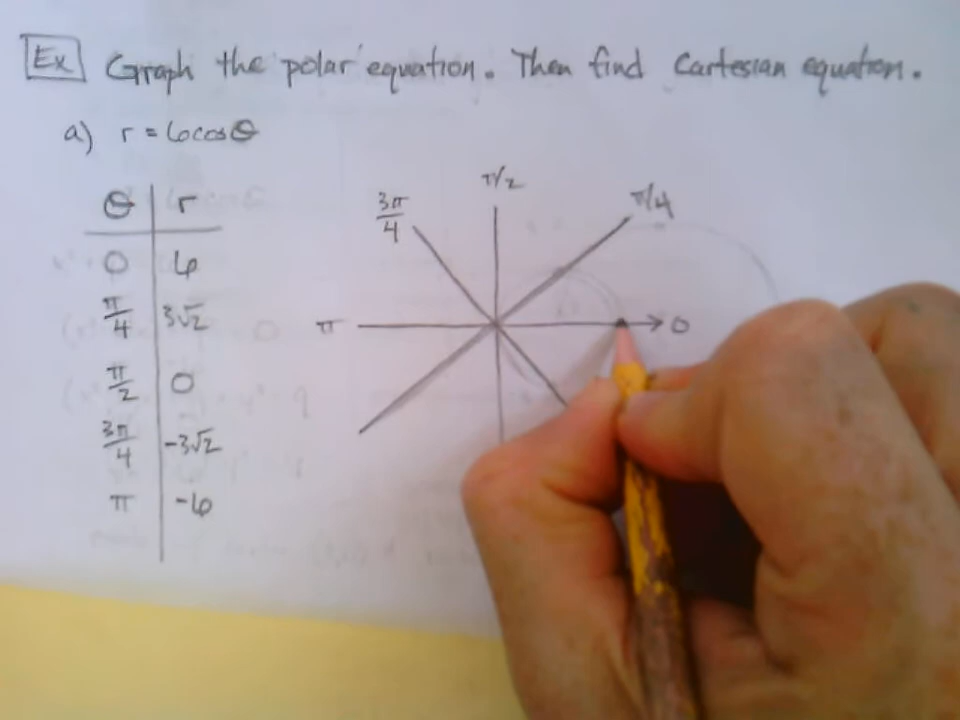 Ex Graph the polar equation. Then find Cartesian equation.
a) r = 6cosθ
θ r
0 6
π/4 3√2
π/2 0
3π/4 -3√2
π -6
π/2
3π/4
π/4
π
0